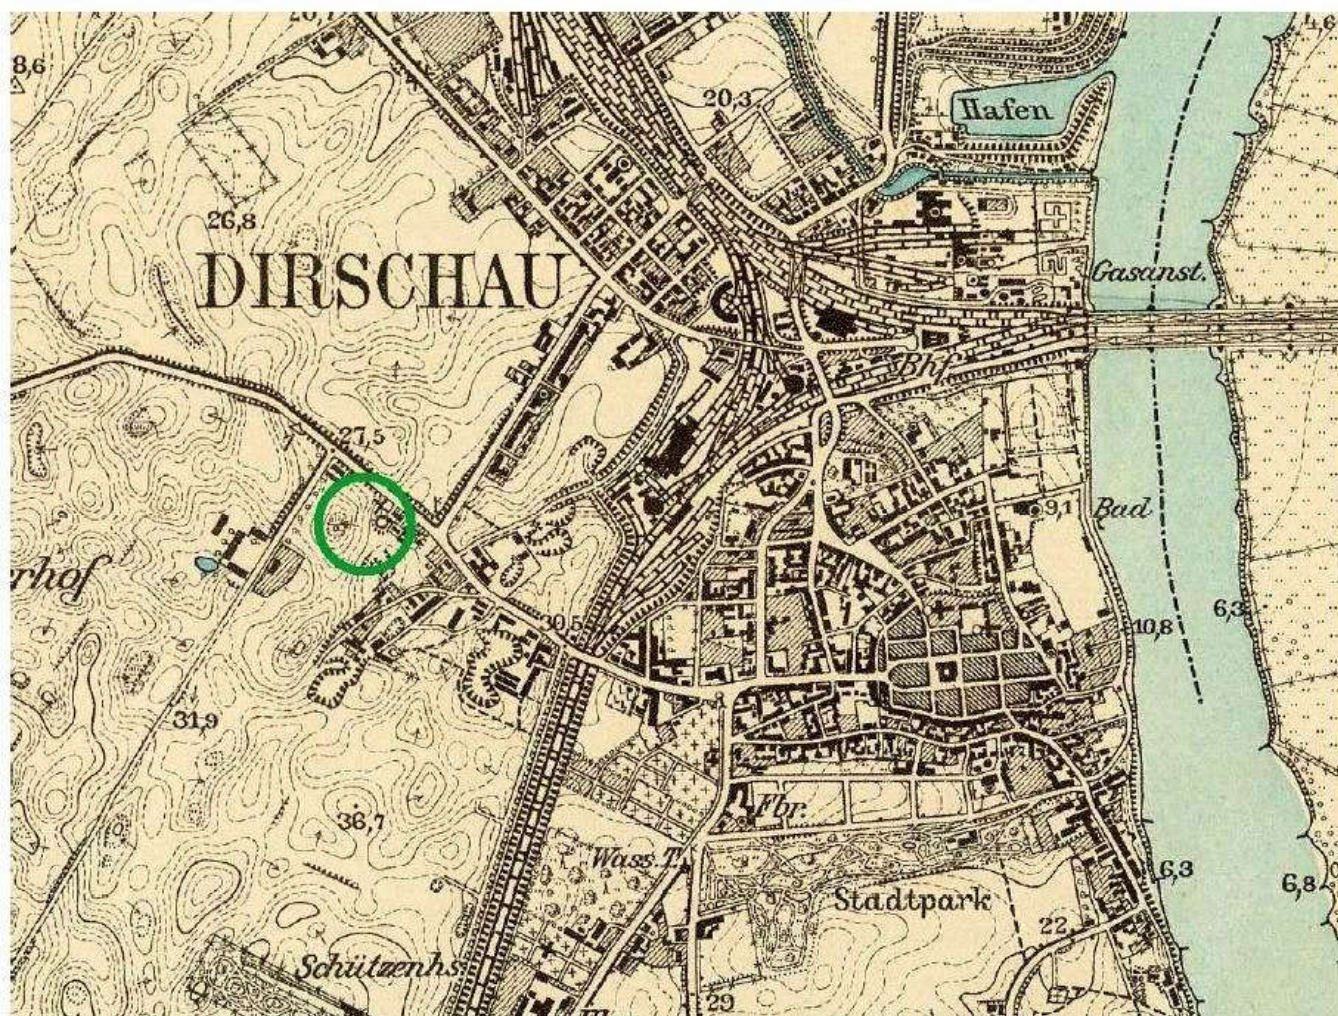 8,6
20,3
Hafen
26,8
DIRSCHAU
Gasanst.
Bhf
27,5
9,1
Bad
rhof
6,3
30,5
10,8
31,9
36,7
Fbr.
Wass.T.
6,3
6,8
Stadtpark
22
Schützenhs.
29